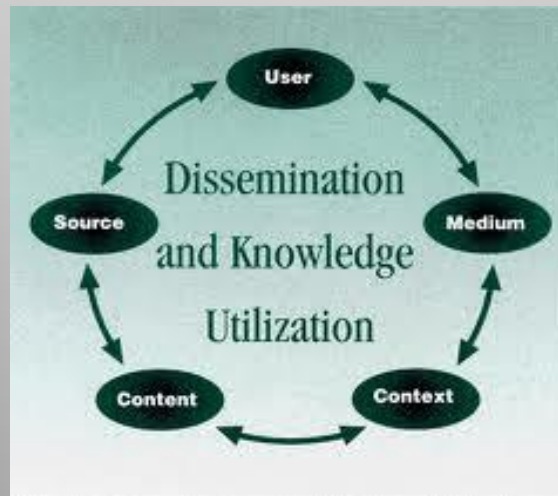 User
Dissemination
Source
Medium
and Knowledge
Utilization
Content
Context